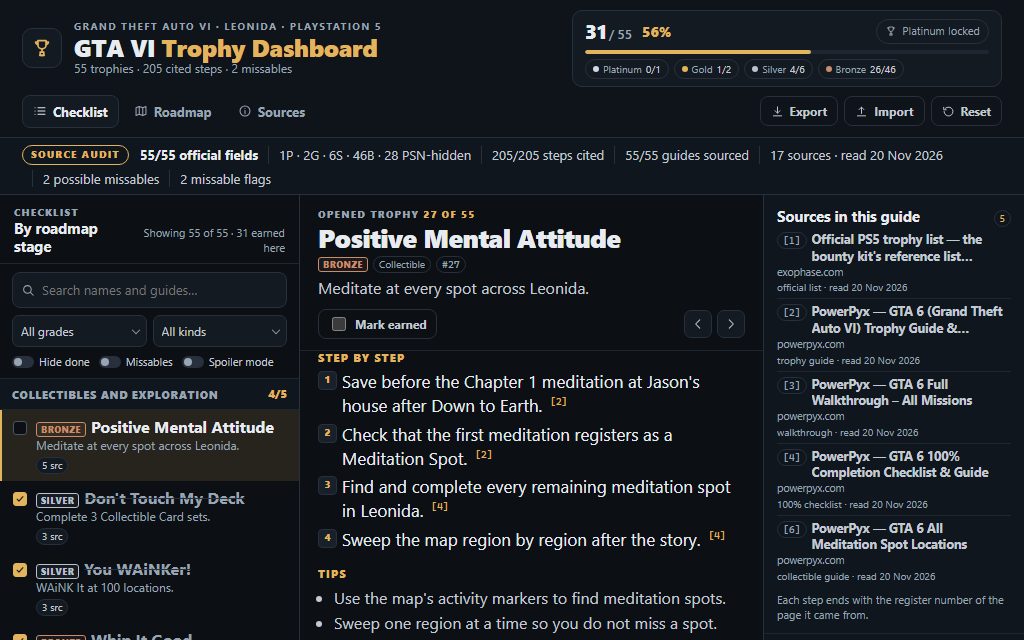 GRAND THEFT AUTO VI · LEONIDA · PLAYSTATION 5
GTA VI Trophy Dashboard
55 trophies · 205 cited steps · 2 missables
31 / 55 56%
Platinum locked
Platinum 0/1
Gold 1/2
Silver 4/6
Bronze 26/46
Checklist
Roadmap
Sources
Export
Import
Reset
SOURCE AUDIT
55/55 official fields
1P · 2G · 6S · 46B · 28 PSN-hidden
205/205 steps cited
55/55 guides sourced
17 sources · read 20 Nov 2026
2 possible missables
2 missable flags
CHECKLIST
By roadmap
stage
Showing 55 of 55 · 31 earned
here
Search names and guides...
All grades
All kinds
Hide done
Missables
Spoiler mode
COLLECTIBLES AND EXPLORATION 4/5
BRONZE Positive Mental Attitude
Meditate at every spot across Leonida.
5 src
SILVER Don't Touch My Deck
Complete 3 Collectible Card sets.
3 src
SILVER You WAiNKer!
WAiNK It at 100 locations.
3 src
Whip It Good
OPENED TROPHY 27 OF 55
Positive Mental Attitude
BRONZE
Collectible
#27
Meditate at every spot across Leonida.
Mark earned
STEP BY STEP
1 Save before the Chapter 1 meditation at Jason's
house after Down to Earth. [2]
2 Check that the first meditation registers as a
Meditation Spot. [2]
3 Find and complete every remaining meditation spot
in Leonida. [4]
4 Sweep the map region by region after the story. [4]
TIPS
• Use the map's activity markers to find meditation spots.
• Sweep one region at a time so you do not miss a spot.
Sources in this guide 5
[1] Official PS5 trophy list — the
bounty kit's reference list...
exophase.com
official list · read 20 Nov 2026
[2] PowerPyx — GTA 6 (Grand Theft
Auto VI) Trophy Guide &...
powerpyx.com
trophy guide · read 20 Nov 2026
[3] PowerPyx — GTA 6 Full
Walkthrough – All Missions
powerpyx.com
walkthrough · read 20 Nov 2026
[4] PowerPyx — GTA 6 100%
Completion Checklist & Guide
powerpyx.com
100% checklist · read 20 Nov 2026
[6] PowerPyx — GTA 6 All
Meditation Spot Locations
powerpyx.com
collectible guide · read 20 Nov 2026
Each step ends with the register number of the
page it came from.